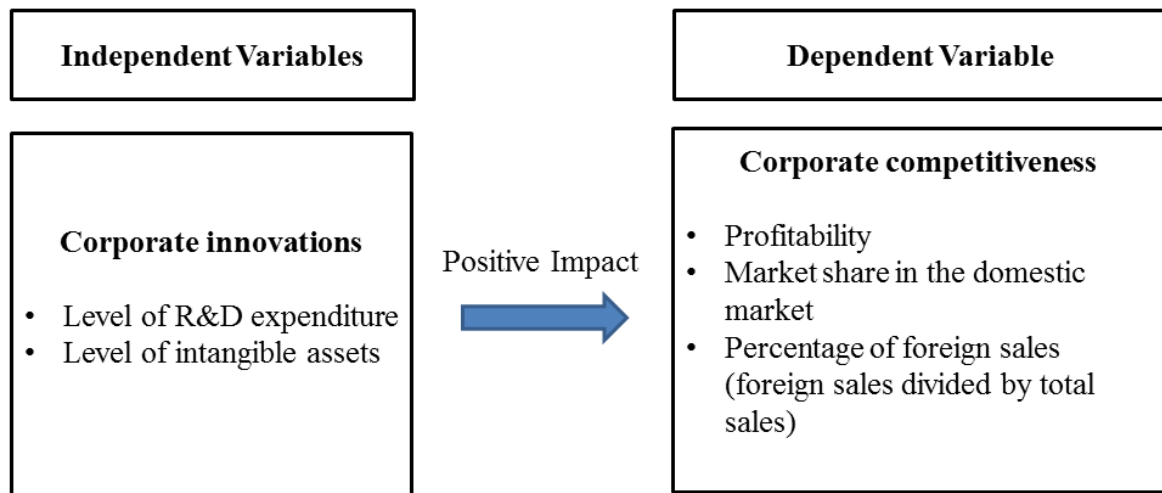 Independent Variables
Dependent Variable
Corporate innovations
• Level of R&D expenditure
• Level of intangible assets
Positive Impact
Corporate competitiveness
• Profitability
• Market share in the domestic
market
• Percentage of foreign sales
(foreign sales divided by total
sales)